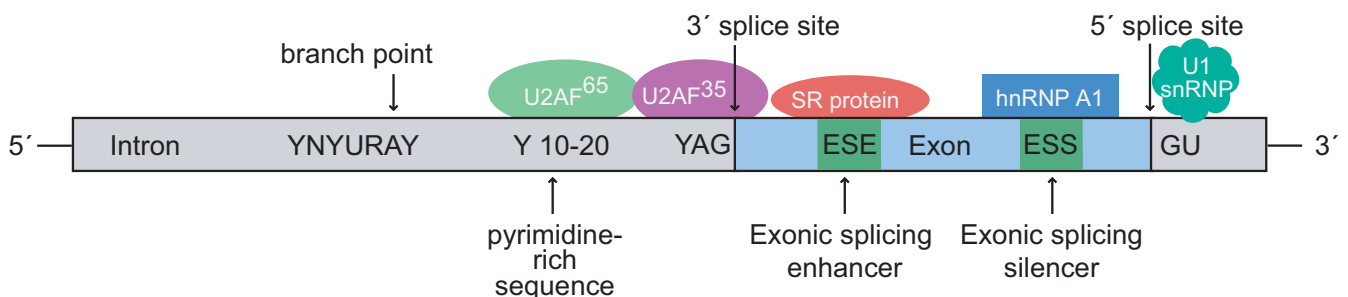 3´ splice site
5´ splice site
branch point
U2AF65
U2AF35
SR protein
hnRNP A1
U1
snRNP
5´
Intron
YNYURAY
Y 10-20
YAG
ESE
Exon
ESS
GU
3´
pyrimidine-
rich
sequence
Exonic splicing
enhancer
Exonic splicing
silencer